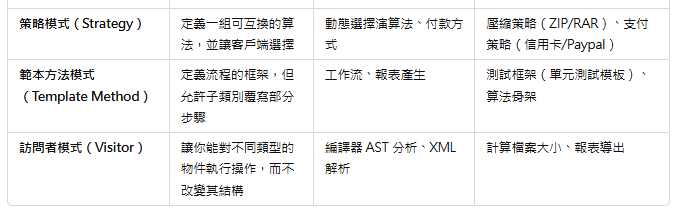 策略模式（Strategy）
定義一組可互換的算
法，並讓客戶端選擇
動態選擇演算法、付款方
式
壓縮策略（ZIP/RAR）、支付
策略（信用卡/Paypal）
範本方法模式
（Template Method）
定義流程的框架，但
允許子類別覆寫部分
步驟
工作流、報表產生
測試框架（單元測試模板）、
算法骨架
訪問者模式（Visitor）
讓你能對不同類型的
物件執行操作，而不
改變其結構
編譯器 AST 分析、XML
解析
計算檔案大小、報表導出